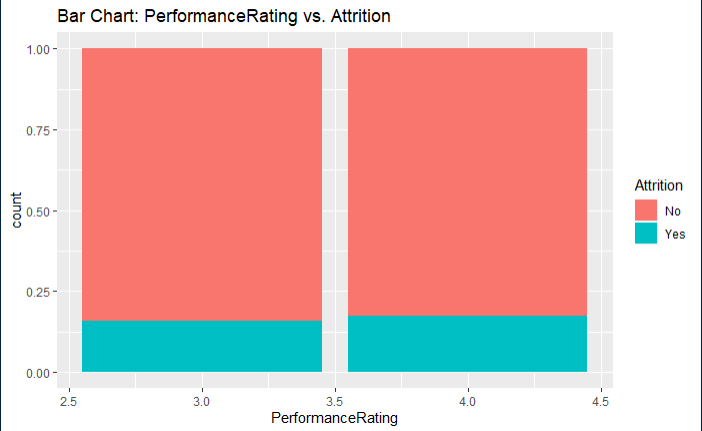 Bar Chart: PerformanceRating vs. Attrition
1.00
0.75
0.50
0.25
0.00
count
2.5 3.0 3.5 4.0 4.5
PerformanceRating
Attrition
No
Yes